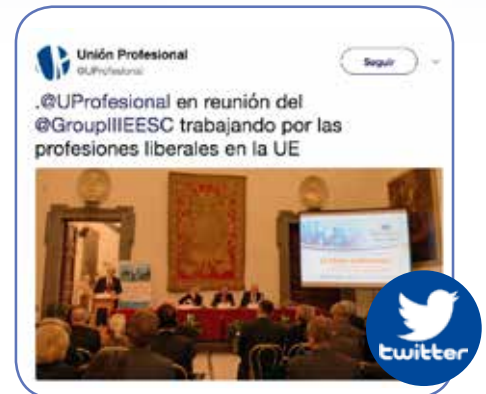 Unión Profesional
@UProfesional
Seguir
.@UProfesional en reunión del
@GroupIIIEESC trabajando por las
profesiones liberales en la UE
twitter